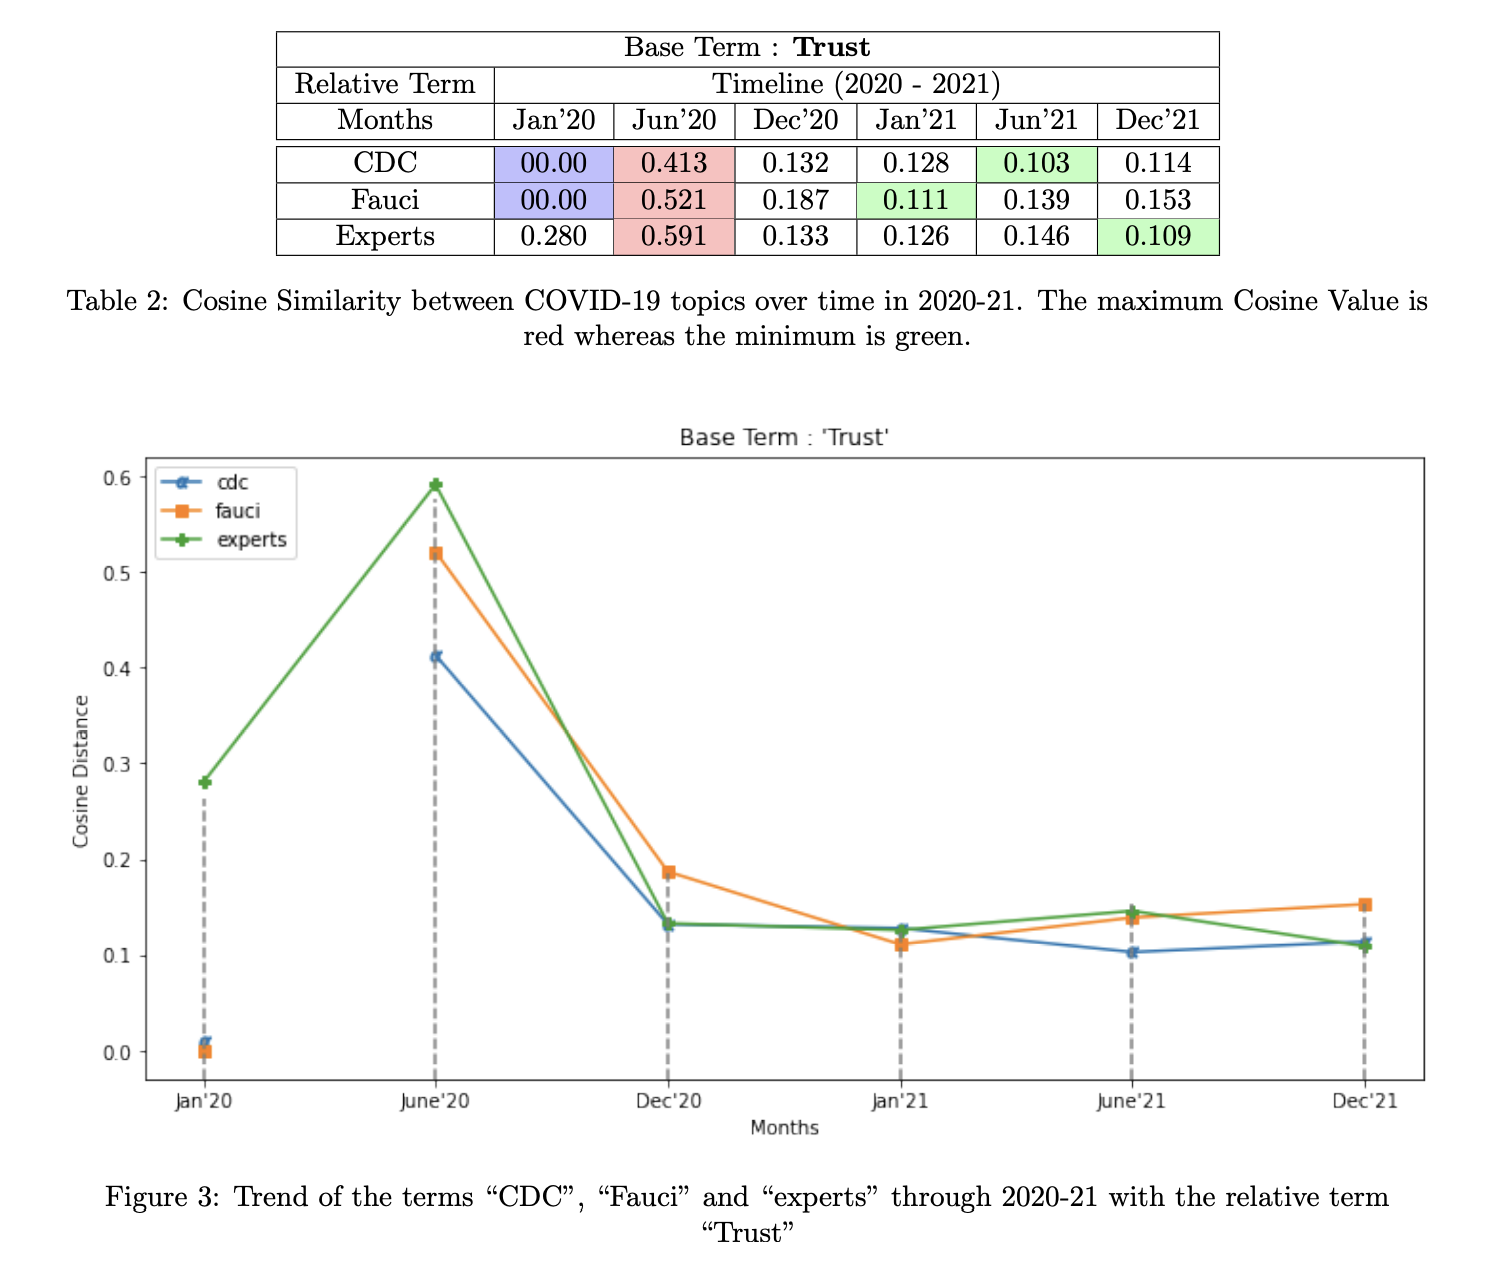 Base Term : Trust
Relative Term Timeline (2020 - 2021)
Months Jan'20 Jun'20 Dec'20 Jan'21 Jun'21 Dec'21
CDC 00.00 0.413 0.132 0.128 0.103 0.114
Fauci 00.00 0.521 0.187 0.111 0.139 0.153
Experts 0.280 0.591 0.133 0.126 0.146 0.109
Table 2: Cosine Similarity between COVID-19 topics over time in 2020-21. The maximum Cosine Value is
red whereas the minimum is green.
Base Term : 'Trust'
cdc
fauci
experts
0.6
0.5
0.4
0.3
0.2
0.1
0.0
Cosine Distance
Jan'20 June'20 Dec'20 Jan'21 June'21 Dec'21
Months
Figure 3: Trend of the terms “CDC”, “Fauci” and “experts” through 2020-21 with the relative term
“Trust”